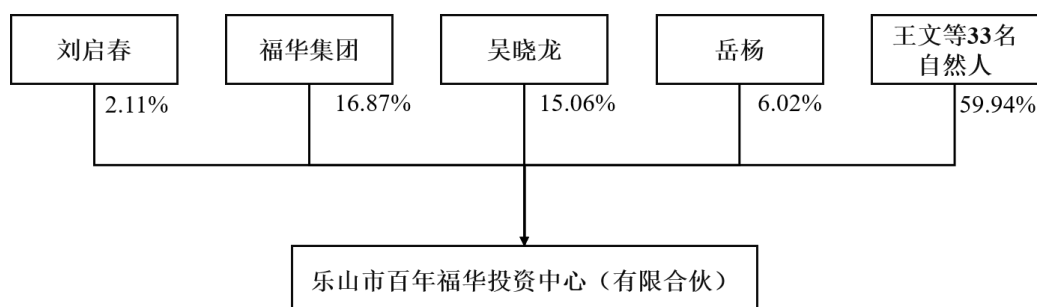 刘启春
福华集团
吴晓龙
岳杨
王文等33名
自然人
2.11%
16.87%
15.06%
6.02%
59.94%
乐山市百年福华投资中心（有限合伙）